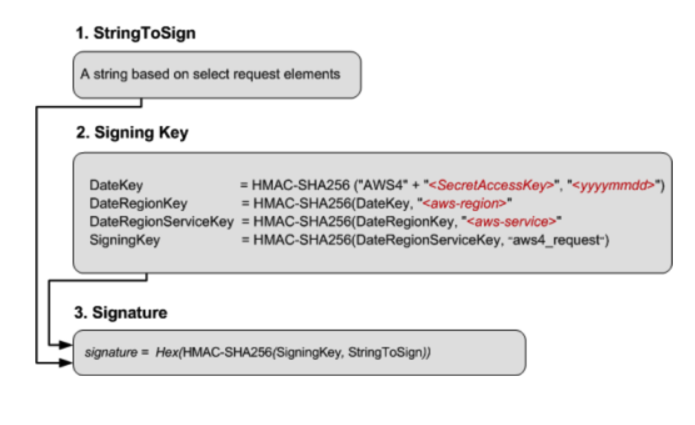 1. StringToSign
A string based on select request elements
2. Signing Key
DateKey = HMAC-SHA256 ("AWS4" + "<SecretAccessKey>", "<yyyymmdd>")
DateRegionKey = HMAC-SHA256(DateKey, "<aws-region>"
DateRegionServiceKey = HMAC-SHA256(DateRegionKey, "<aws-service>"
SigningKey = HMAC-SHA256(DateRegionServiceKey, "aws4_request")
3. Signature
signature = Hex(HMAC-SHA256(SigningKey, StringToSign))